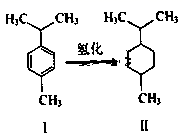 H₃C CH₃ H₃C CH₃
氢化
CH₃ CH₃
I II